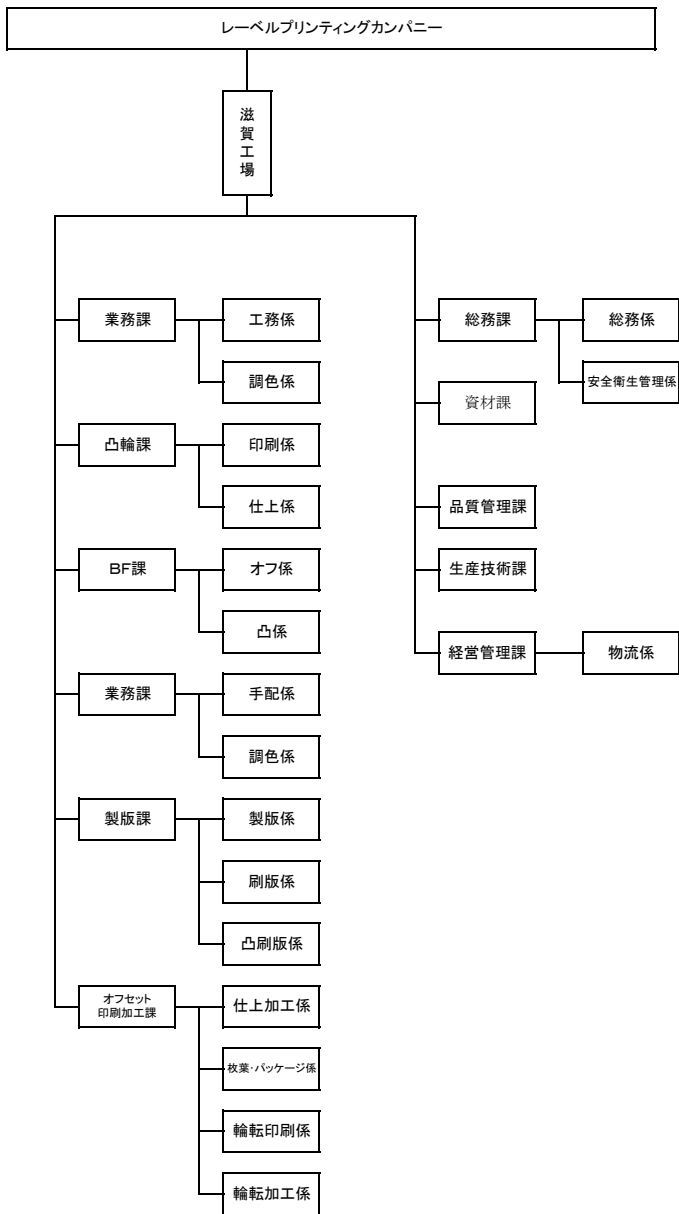 レーベルプリンティングカンパニー
滋賀工場
業務課
工務係
調色係
凸輪課
印刷係
仕上係
BF課
オフ係
凸係
業務課
手配係
調色係
製版課
製版係
刷版係
凸刷版係
オフセット
印刷加工課
仕上加工係
枚葉・パッケージ係
輪転印刷係
輪転加工係
総務課
総務係
安全衛生管理係
資材課
品質管理課
生産技術課
経営管理課
物流係